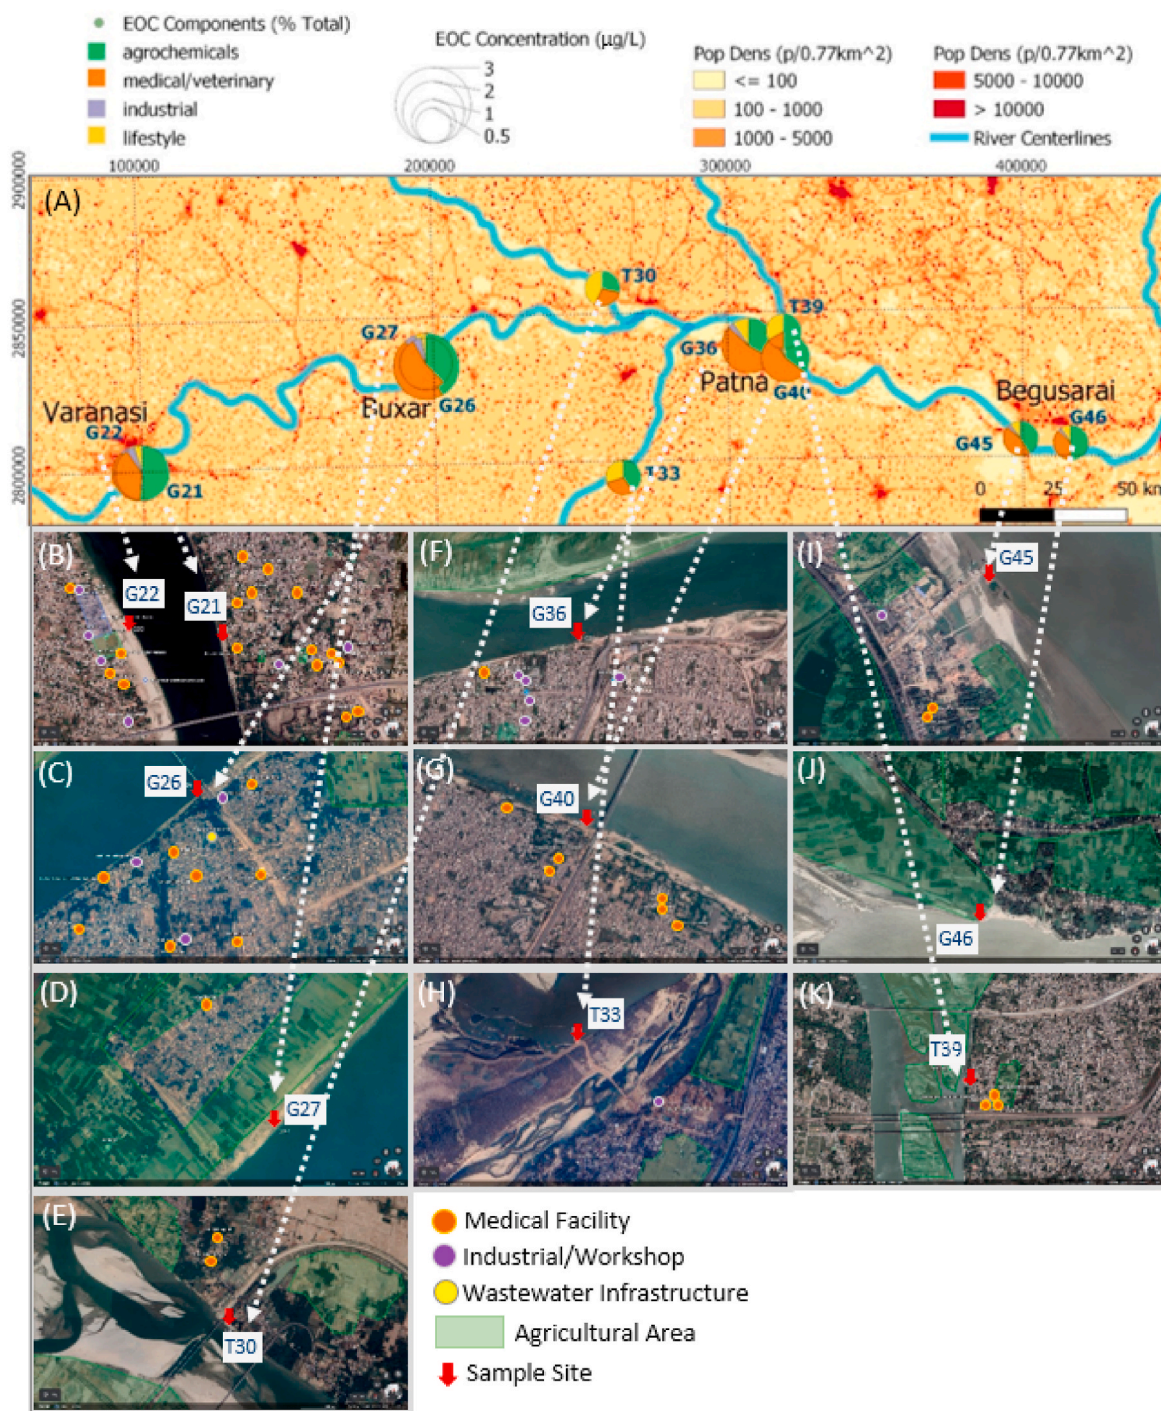 EOC Components (% Total)
agrochemicals
medical/veterinary
industrial
lifestyle
EOC Concentration (µg/L)
3
2
1
0.5
Pop Dens (p/0.77km^2)
<= 100
100 - 1000
1000 - 5000
Pop Dens (p/0.77km^2)
5000 - 10000
> 10000
River Centerlines
100000
200000
300000
400000
2900000
2850000
2800000
(A)
T30
T39
G27
G36
Patna
G40
Buxar
G26
Varanasi
G22
G21
T33
Begusarai
G46
G45
0 25 50 km
(B)
G22
G21
(F)
G36
(I)
G45
(C)
G26
(G)
G40
(J)
G46
(D)
G27
(H)
T33
(K)
T39
(E)
T30
Medical Facility
Industrial/Workshop
Wastewater Infrastructure
Agricultural Area
Sample Site